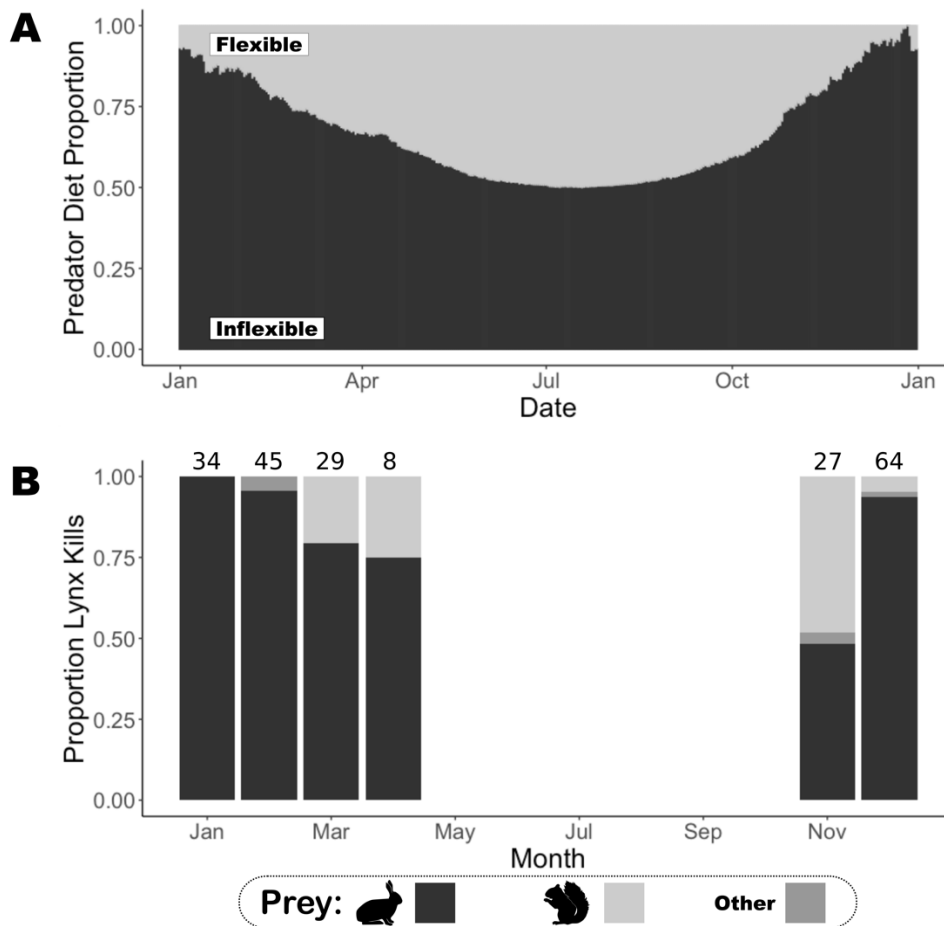 A
Predator Diet Proportion
1.00
0.75
0.50
0.25
0.00
Flexible
Inflexible
Jan Apr Jul Oct Jan
Date
B
Proportion Lynx Kills
34 45 29 8 27 64
1.00
0.75
0.50
0.25
0.00
Jan Mar May Jul Sep Nov
Month
Prey: Other